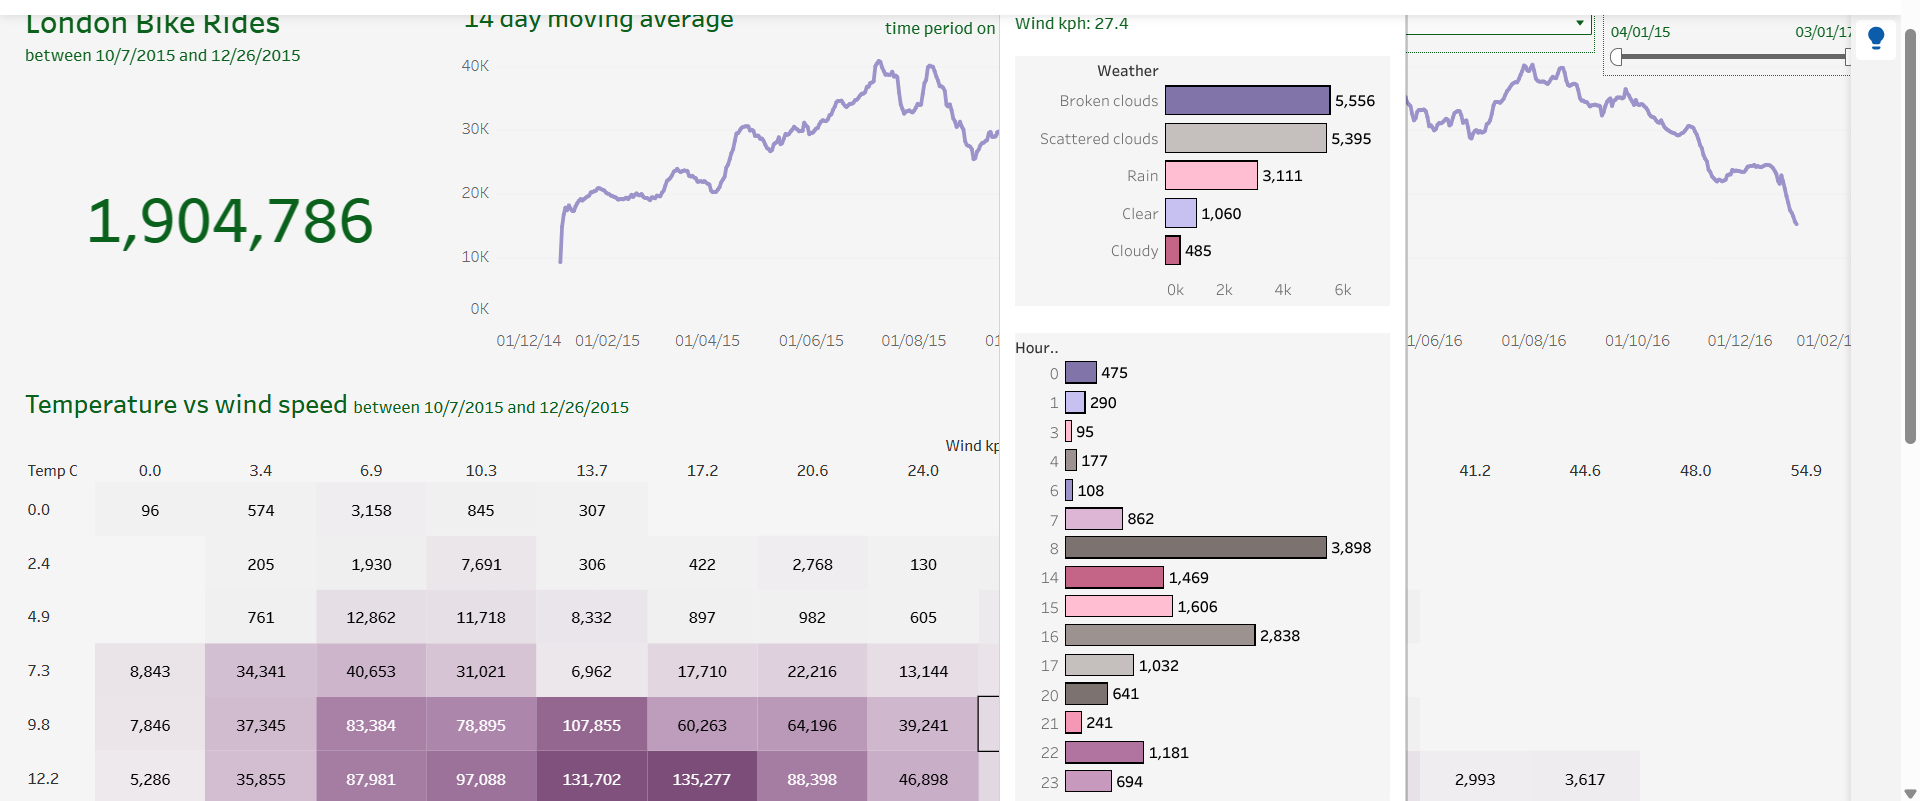 London Bike Rides
between 10/7/2015 and 12/26/2015
1,904,786
14 day moving average
time period on
40K
30K
20K
10K
0K
01/12/14 01/02/15 01/04/15 01/06/15 01/08/15
1/06/16 01/08/16 01/10/16 01/12/16 01/02/1
04/01/15 03/01/17
Wind kph: 27.4
Weather
Broken clouds 5,556
Scattered clouds 5,395
Rain 3,111
Clear 1,060
Cloudy 485
0k 2k 4k 6k
Hour..
0 475
1 290
3 95
4 177
6 108
7 862
8 3,898
14 1,469
15 1,606
16 2,838
17 1,032
20 641
21 241
22 1,181
23 694
Temperature vs wind speed between 10/7/2015 and 12/26/2015
Wind kp
Temp C 0.0 3.4 6.9 10.3 13.7 17.2 20.6 24.0 41.2 44.6 48.0 54.9
0.0 96 574 3,158 845 307
2.4 205 1,930 7,691 306 422 2,768 130
4.9 761 12,862 11,718 8,332 897 982 605
7.3 8,843 34,341 40,653 31,021 6,962 17,710 22,216 13,144
9.8 7,846 37,345 83,384 78,895 107,855 60,263 64,196 39,241
12.2 5,286 35,855 87,981 97,088 131,702 135,277 88,398 46,898 2,993 3,617